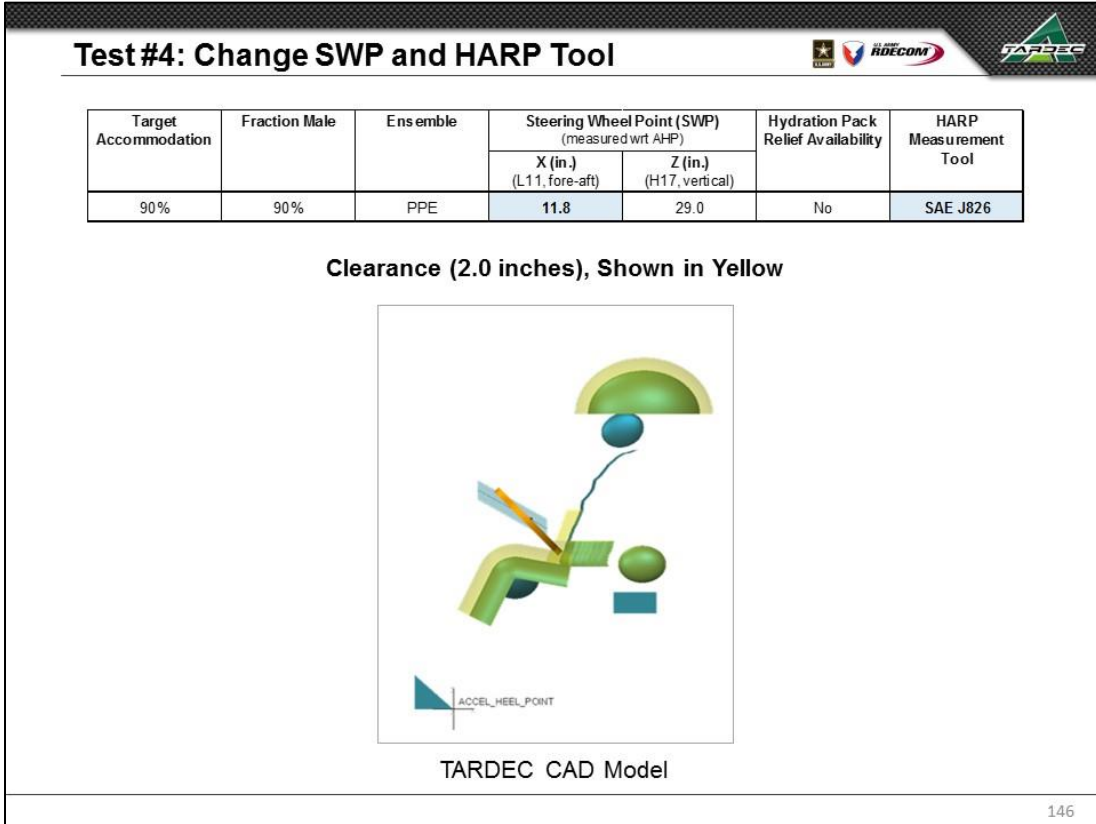 Test #4: Change SWP and HARP Tool
U.S. ARMY
U.S. ARMY
RDECOM
TARDEC
Target Accommodation
Fraction Male
Ensemble
Steering Wheel Point (SWP)
(measured wrt AHP)
Hydration Pack
Relief Availability
HARP
Measurement
Tool
X (in.)
(L11, fore-aft)
Z (in.)
(H17, vertical)
90%
90%
PPE
11.8
29.0
No
SAE J826
Clearance (2.0 inches), Shown in Yellow
ACCEL_HEEL_POINT
TARDEC CAD Model
146